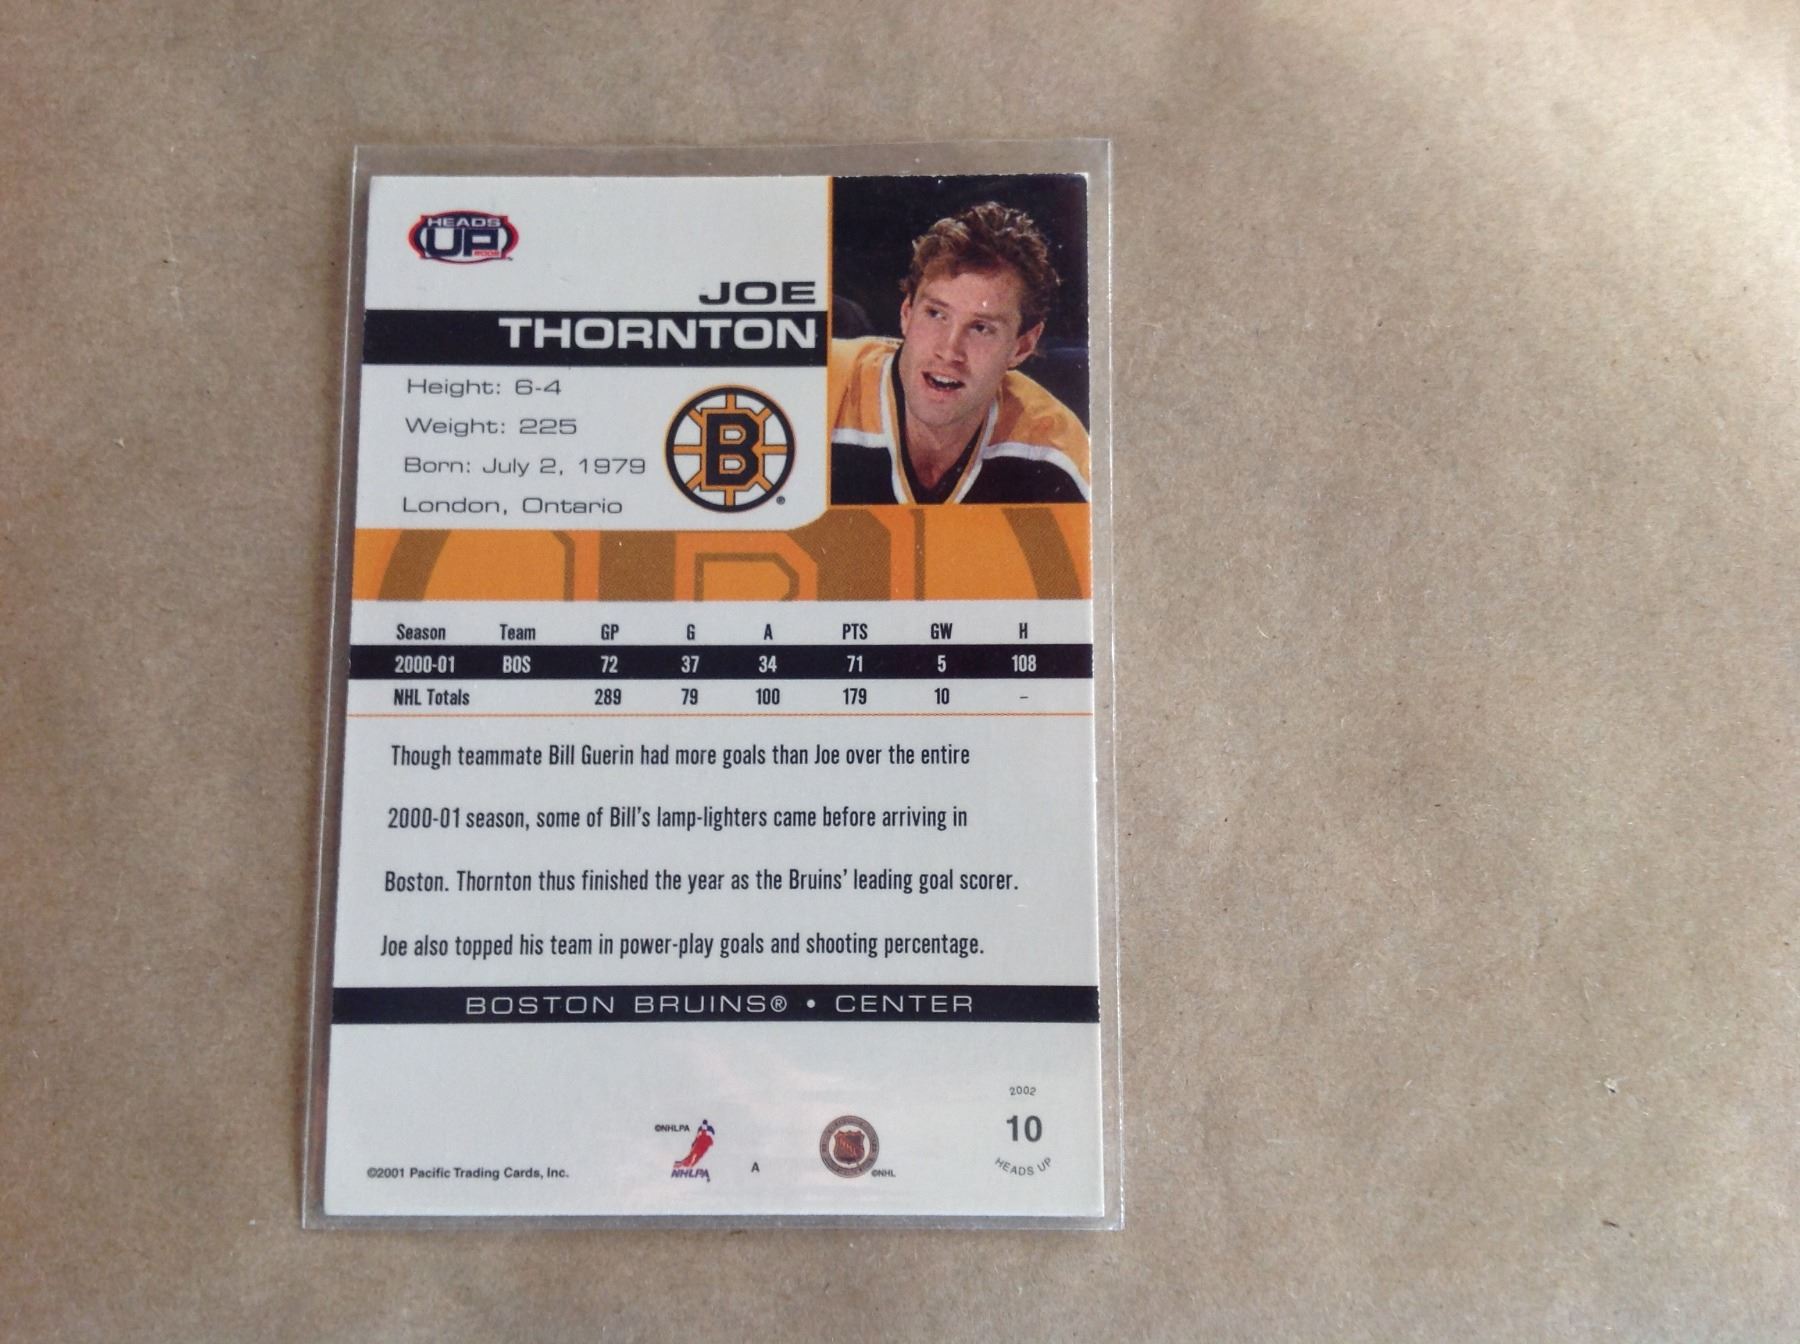 HEADS
UP
2002
JOE
THORNTON
Height: 6-4
Weight: 225
Born: July 2, 1979
London, Ontario
B
®
Season Team GP G A PTS GW H
2000-01 BOS 72 37 34 71 5 108
NHL Totals 289 79 100 179 10 –
Though teammate Bill Guerin had more goals than Joe over the entire
2000-01 season, some of Bill's lamp-lighters came before arriving in
Boston. Thornton thus finished the year as the Bruins' leading goal scorer.
Joe also topped his team in power-play goals and shooting percentage.
BOSTON BRUINS® • CENTER
2002
10
HEADS UP
©NHLPA
NHLPA
A
©NHL
©2001 Pacific Trading Cards, Inc.